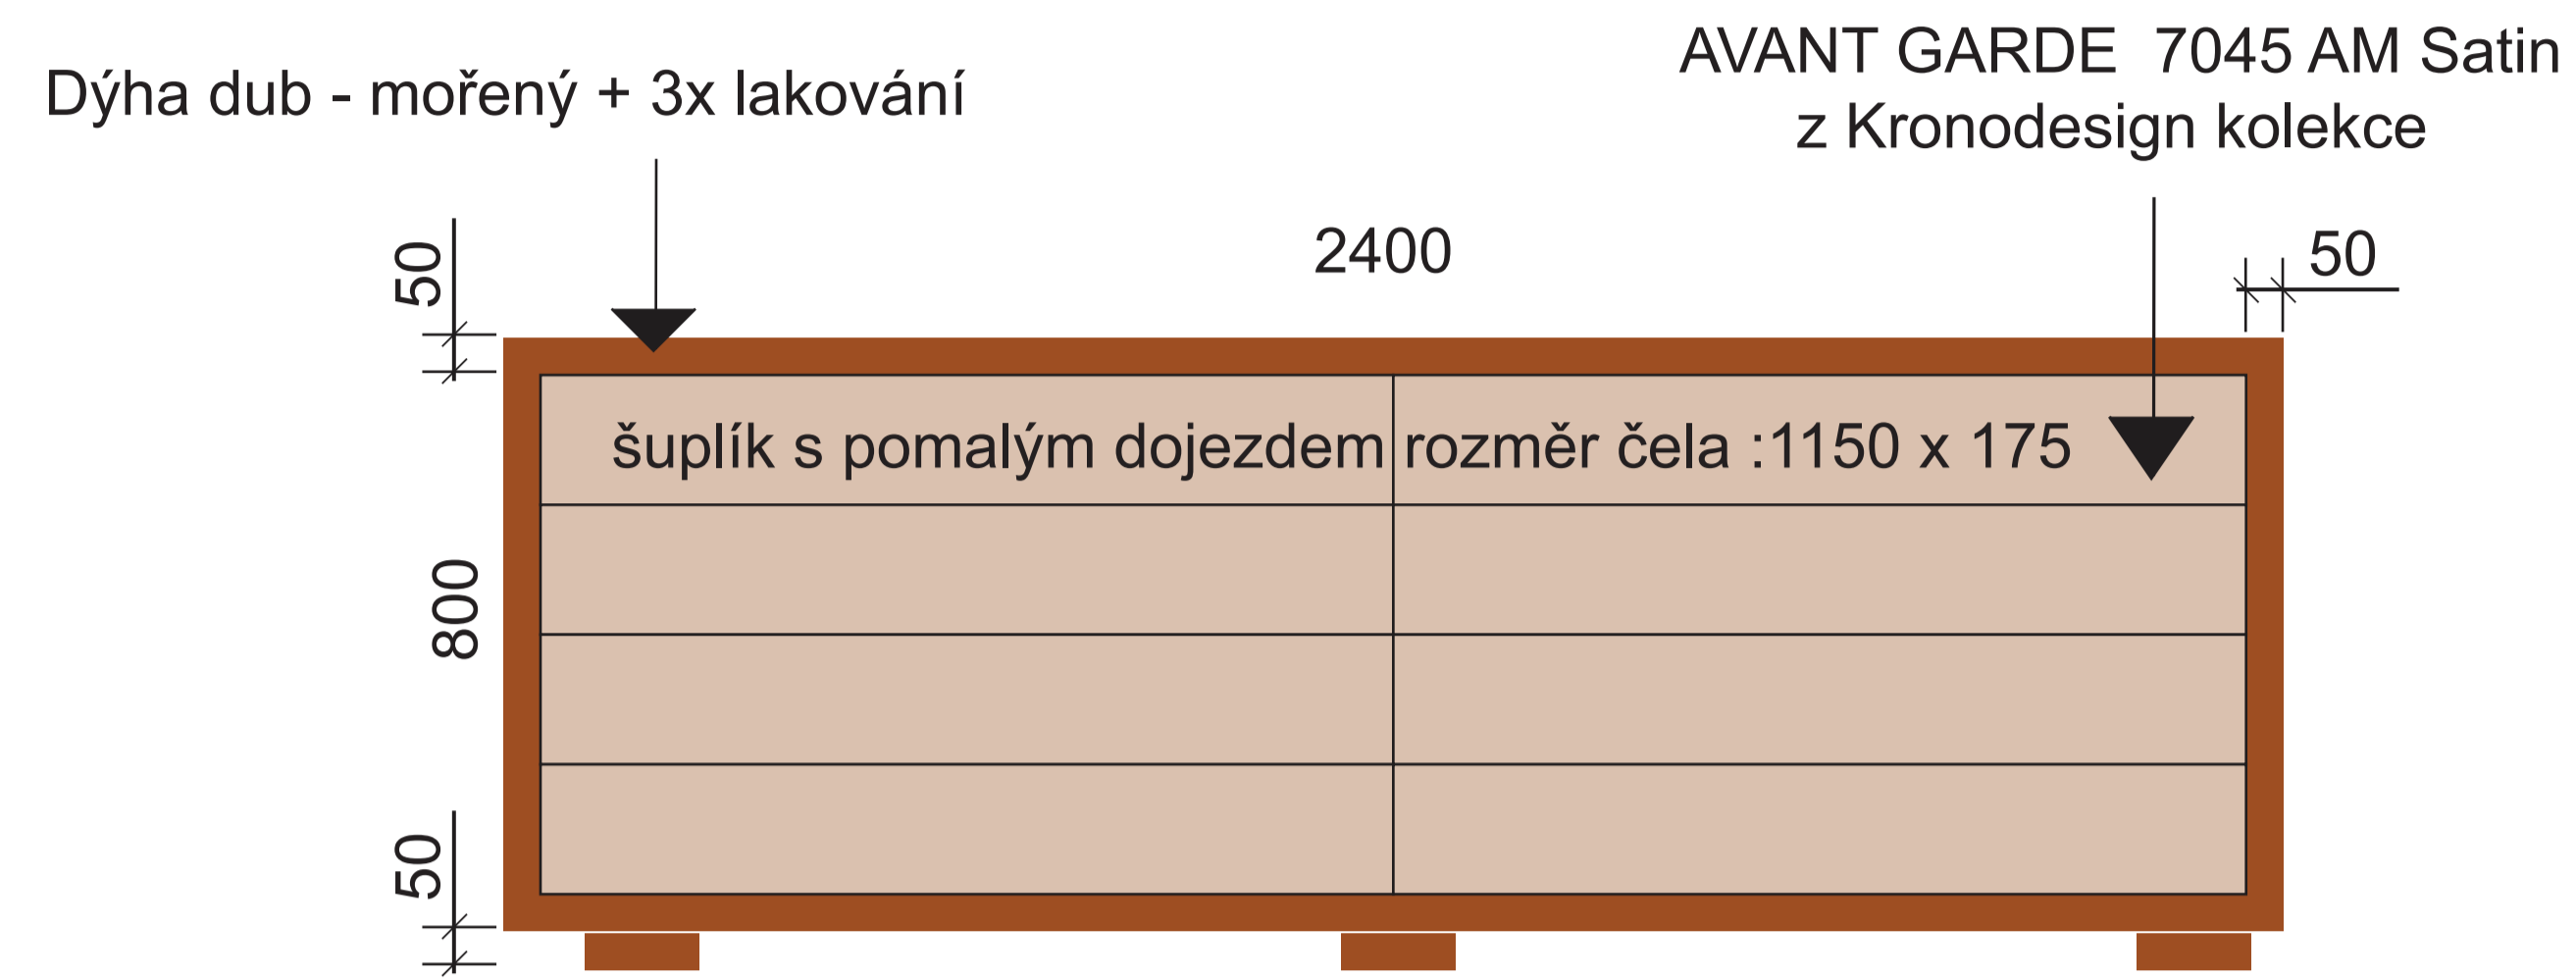 AVANT GARDE  7045 AM Satin
z Kronodesign kolekce
Dýha dub - mořený + 3x lakování
2400
50
50
šuplík s pomalým dojezdem rozměr čela :1150 x 175
800
50